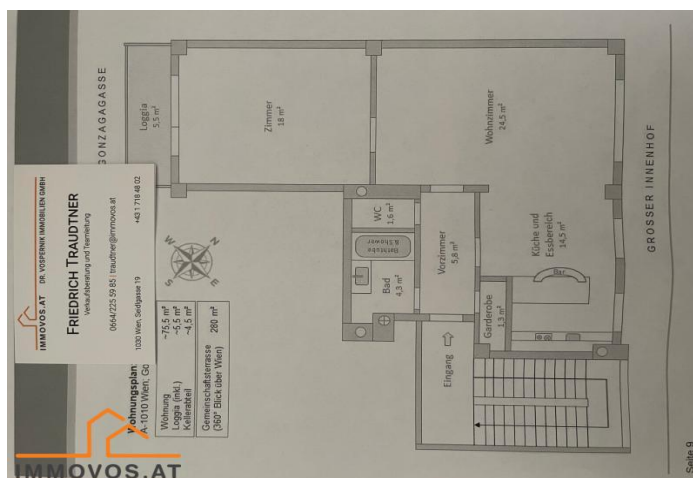 GONZAGAGASSE
Loggia
5,5 m²
Zimmer
18 m²
Wohnzimmer
24,5 m²
GROSSER INNENHOF
WC
1,6 m²
Badewanne
& Shower
Bad
4,3 m²
Vorzimmer
5,8 m²
Küche und
Essbereich
14,5 m²
Bar
Garderobe
1,3 m²
Eingang
N
E
S
W
IMMOVOS.AT DR. VOSPERNIK IMMOBILIEN GMBH
FRIEDRICH TRAUDTNER
Verkaufsberatung und Teamleitung
0664/225 59 85 | traudtner@immovos.at
1030 Wien, Seidlgasse 19 +43 1 718 48 02
Wohnungsplan:
A-1010 Wien; Go
Wohnung ~75,5 m²
Loggia (inkl.) ~5,5 m²
Kellerabteil ~4,5 m²
Gemeinschaftsterrasse 280 m²
(360° Blick über Wien)
Seite 9
IMMOVOS.AT